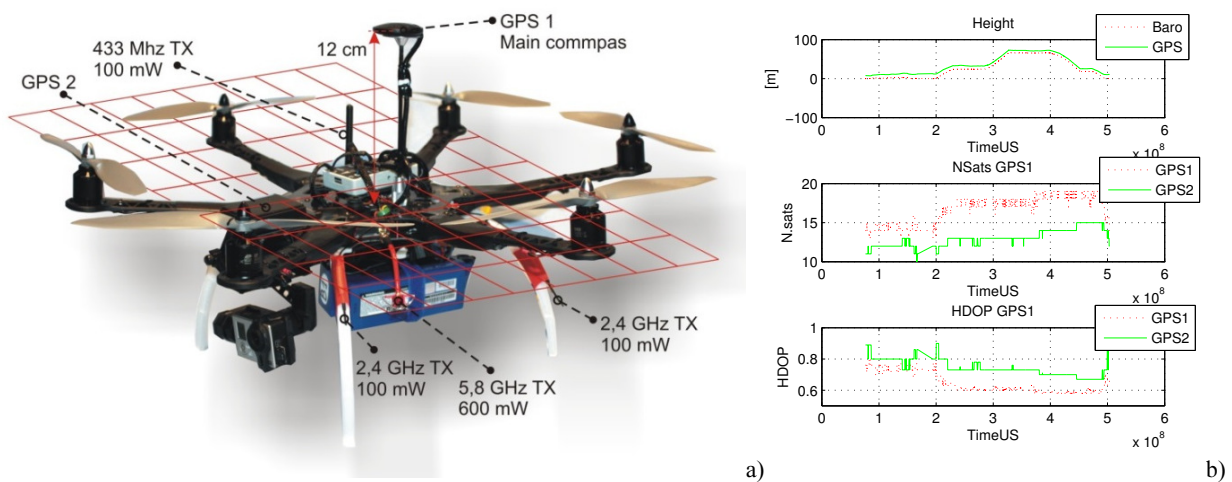 GPS 1
Main commpas
12 cm
433 Mhz TX
100 mW
GPS 2
2,4 GHz TX
100 mW
5,8 GHz TX
600 mW
2,4 GHz TX
100 mW
a)
Height
Baro
GPS
100
0
−100
[m]
0 1 2 3 4 5 6
TimeUS
x 10^8
NSats GPS1
GPS1
GPS2
20
15
10
N.sats
0 1 2 3 4 5 6
TimeUS
x 10^8
HDOP GPS1
GPS1
GPS2
1
0.8
0.6
HDOP
0 1 2 3 4 5 6
TimeUS
x 10^8
b)